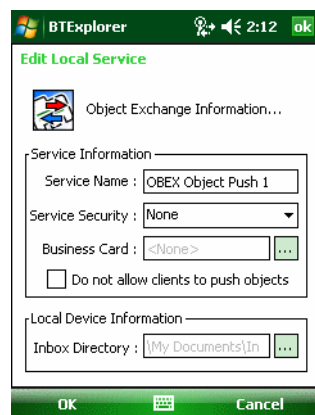 BTExplorer 2:12 ok
Edit Local Service
Object Exchange Information...
Service Information
Service Name : OBEX Object Push 1
Service Security : None
Business Card : <None> ...
Do not allow clients to push objects
Local Device Information
Inbox Directory : \My Documents\In ...
OK Cancel